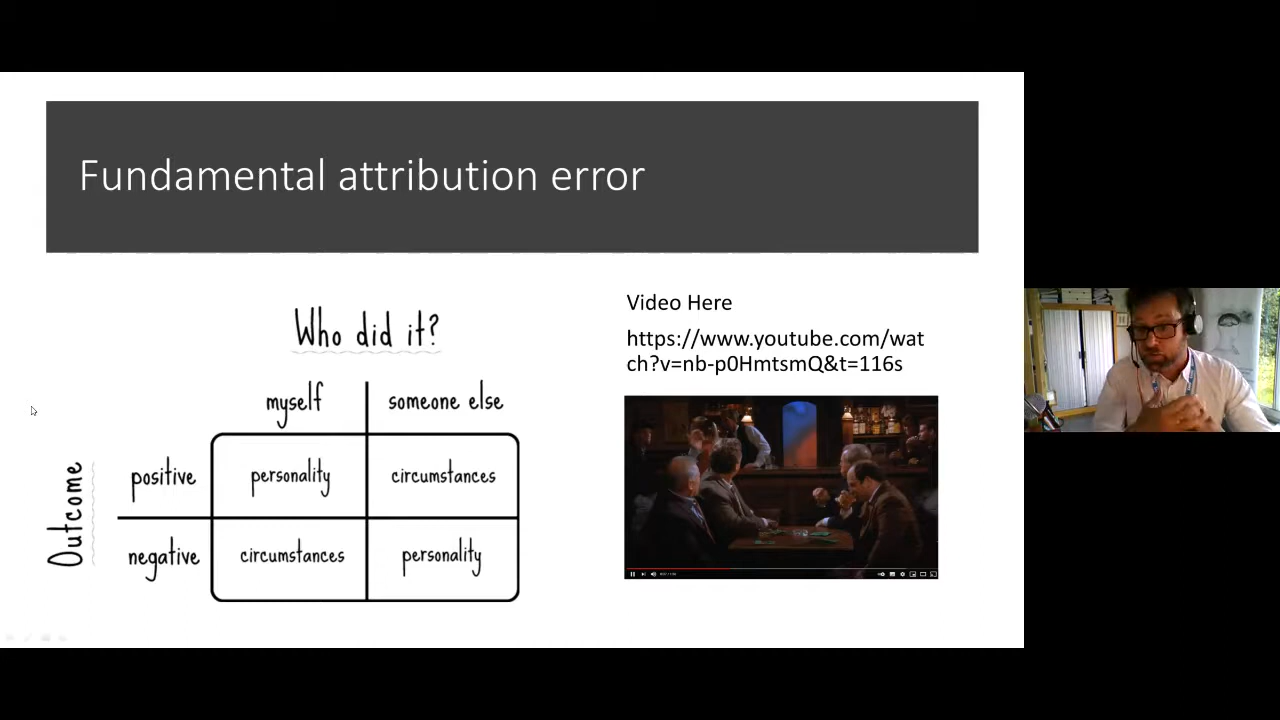 Fundamental attribution error
Who did it?
myself
someone else
Outcome
positive
personality
circumstances
negative
circumstances
personality
Video Here
https://www.youtube.com/wat
ch?v=nb-p0HmtsmQ&t=116s